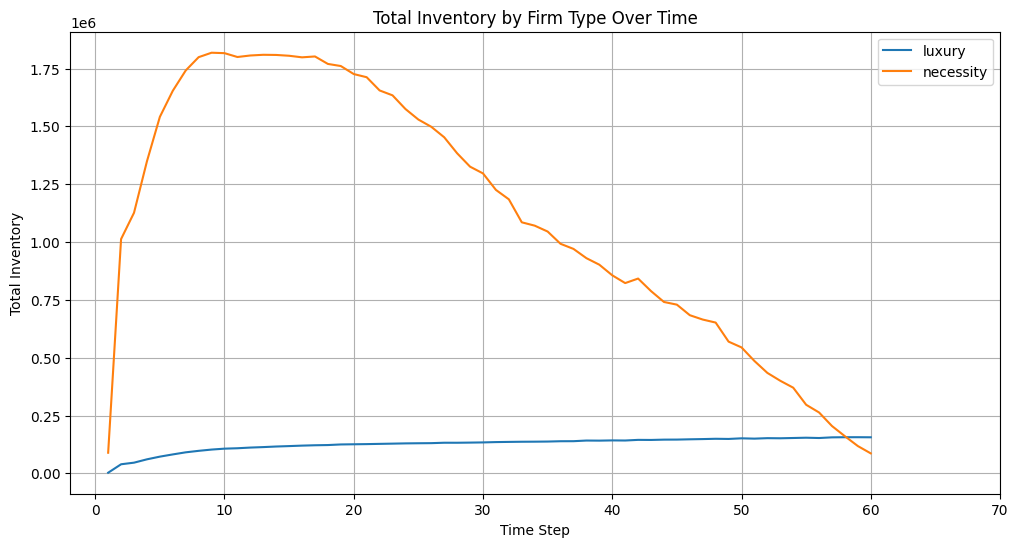 Total Inventory by Firm Type Over Time
1e6
luxury
necessity
1.75
1.50
1.25
1.00
0.75
0.50
0.25
0.00
Total Inventory
0 10 20 30 40 50 60 70
Time Step